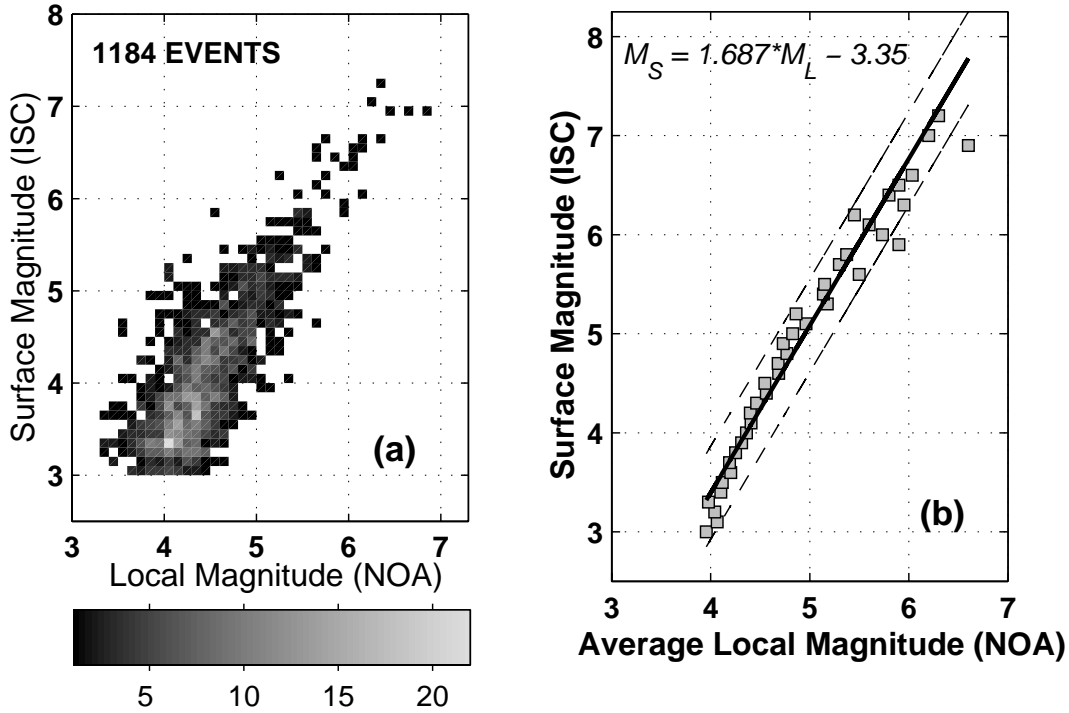 8
7
6
5
4
3
Surface Magnitude (ISC)
1184 EVENTS
(a)
3 4 5 6 7
Local Magnitude (NOA)
5 10 15 20
8
7
6
5
4
3
Surface Magnitude (ISC)
M_S = 1.687*M_L − 3.35
(b)
3 4 5 6 7
Average Local Magnitude (NOA)